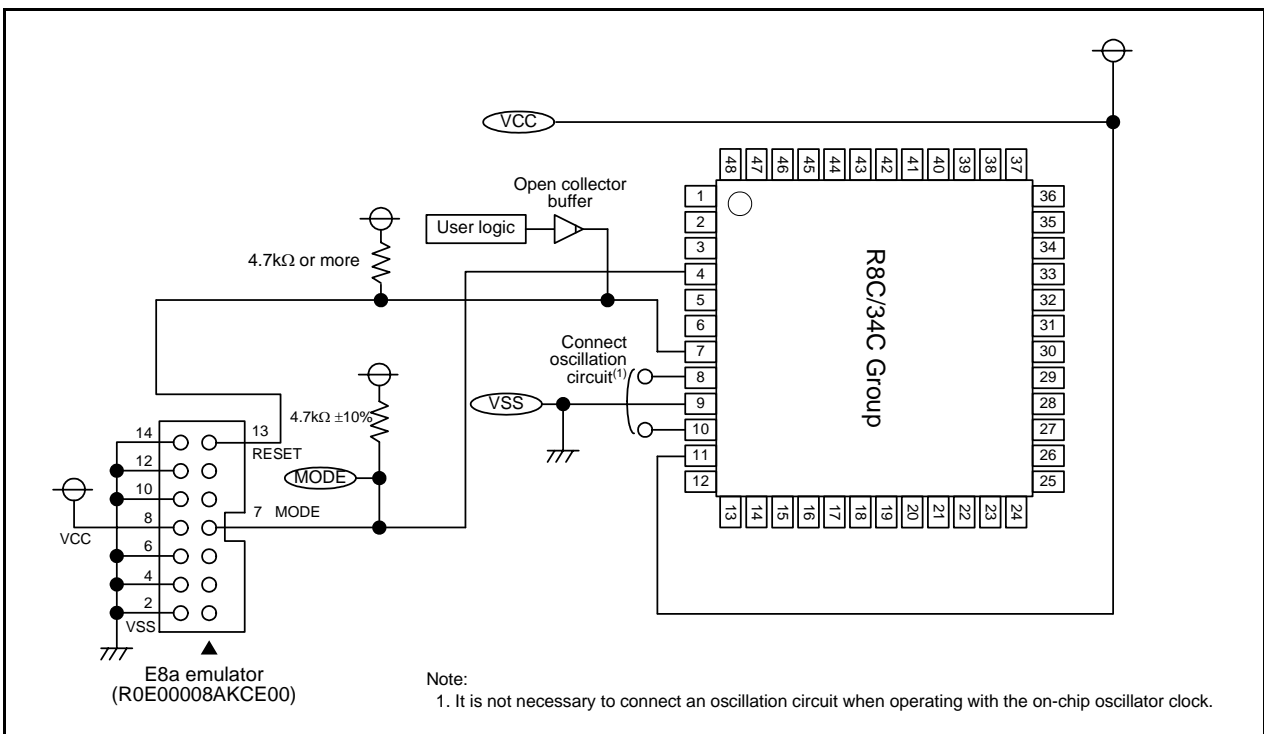 VCC
48 47 46 45 44 43 42 41 40 39 38 37
Open collector
buffer
User logic
4.7kΩ or more
1
2
3
4
5
6
7
8
9
10
11
12
36
35
34
33
32
31
30
29
28
27
26
25
R8C/34C Group
Connect
oscillation
circuit(1)
VSS
4.7kΩ ±10%
MODE
13 14 15 16 17 18 19 20 21 22 23 24
14
13
RESET
12
10
8
7 MODE
VCC
6
4
2
VSS
E8a emulator
(R0E00008AKCE00)
Note:
1. It is not necessary to connect an oscillation circuit when operating with the on-chip oscillator clock.